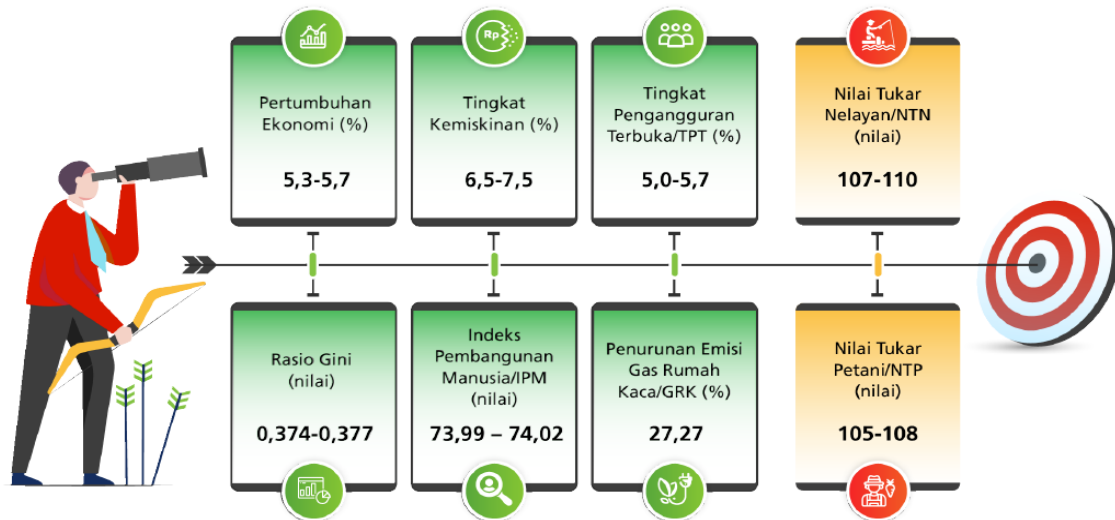 Rp
Pertumbuhan
Ekonomi (%)
5,3-5,7
Tingkat
Kemiskinan (%)
6,5-7,5
Tingkat
Pengangguran
Terbuka/TPT (%)
5,0-5,7
Nilai Tukar
Nelayan/NTN
(nilai)
107-110
Rasio Gini
(nilai)
0,374-0,377
Indeks
Pembangunan
Manusia/IPM
(nilai)
73,99 – 74,02
Penurunan Emisi
Gas Rumah
Kaca/GRK (%)
27,27
Nilai Tukar
Petani/NTP
(nilai)
105-108